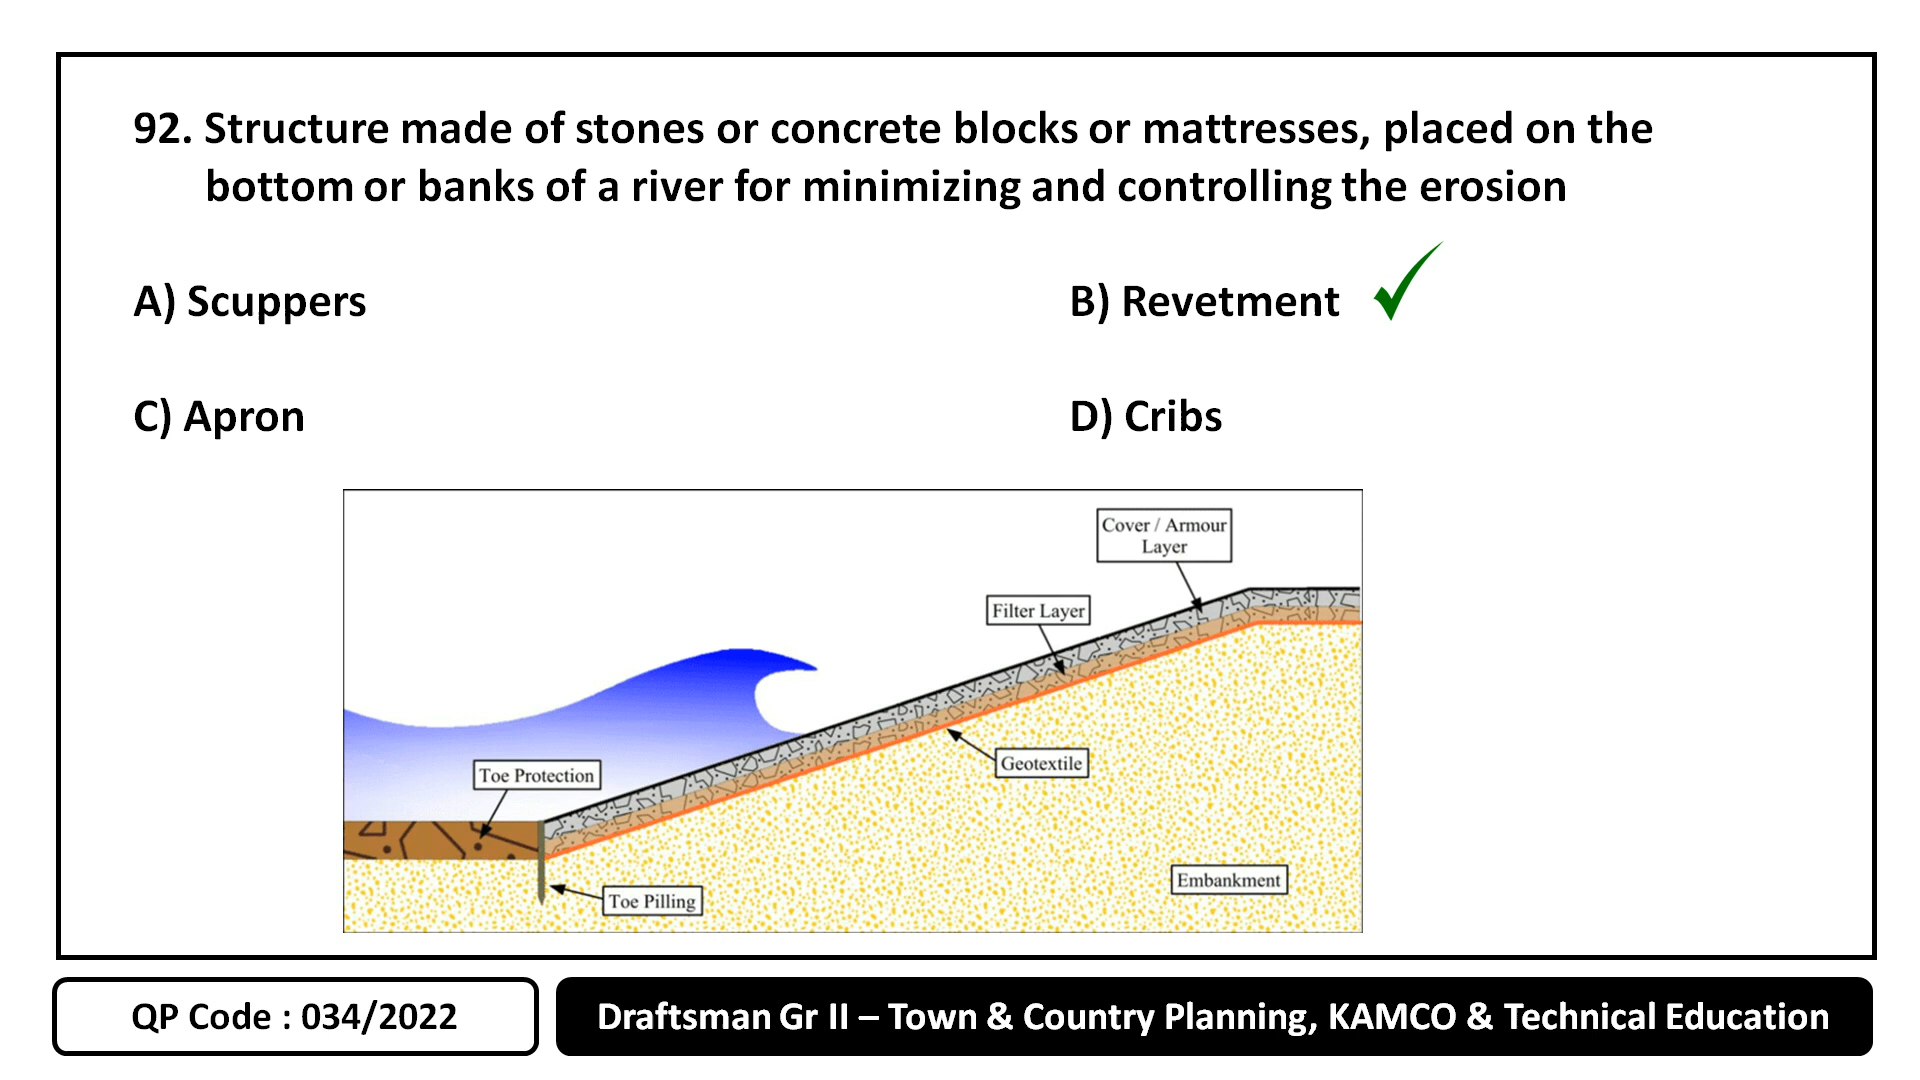 92. Structure made of stones or concrete blocks or mattresses, placed on the
bottom or banks of a river for minimizing and controlling the erosion
A) Scuppers
B) Revetment
C) Apron
D) Cribs
Cover / Armour
Layer
Filter Layer
Geotextile
Toe Protection
Embankment
Toe Pilling
QP Code : 034/2022
Draftsman Gr II – Town & Country Planning, KAMCO & Technical Education